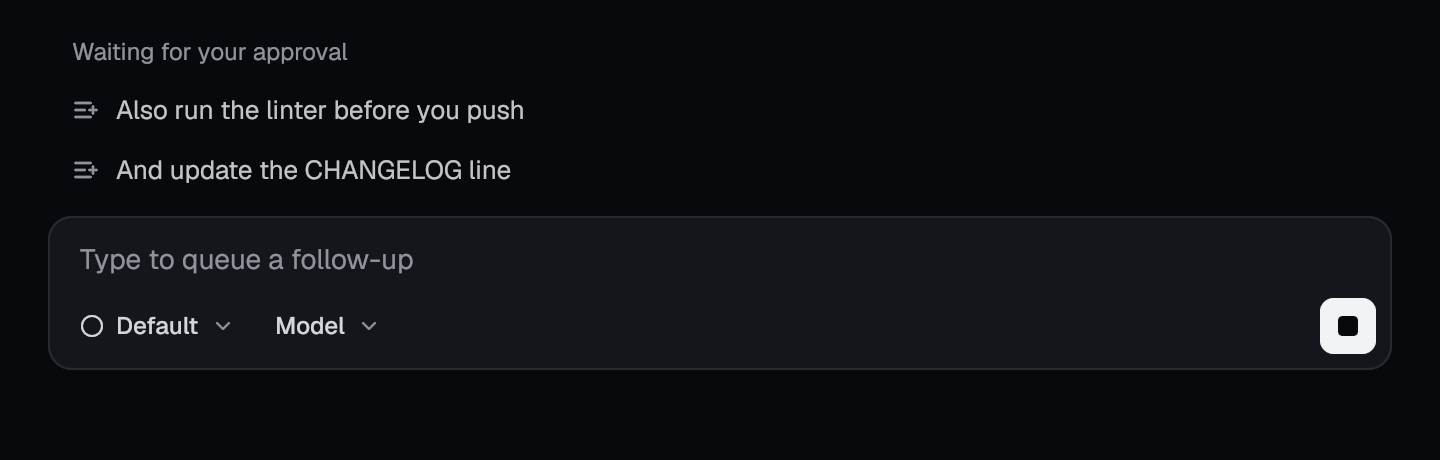 Waiting for your approval
Also run the linter before you push
And update the CHANGELOG line
Type to queue a follow-up
Default Model